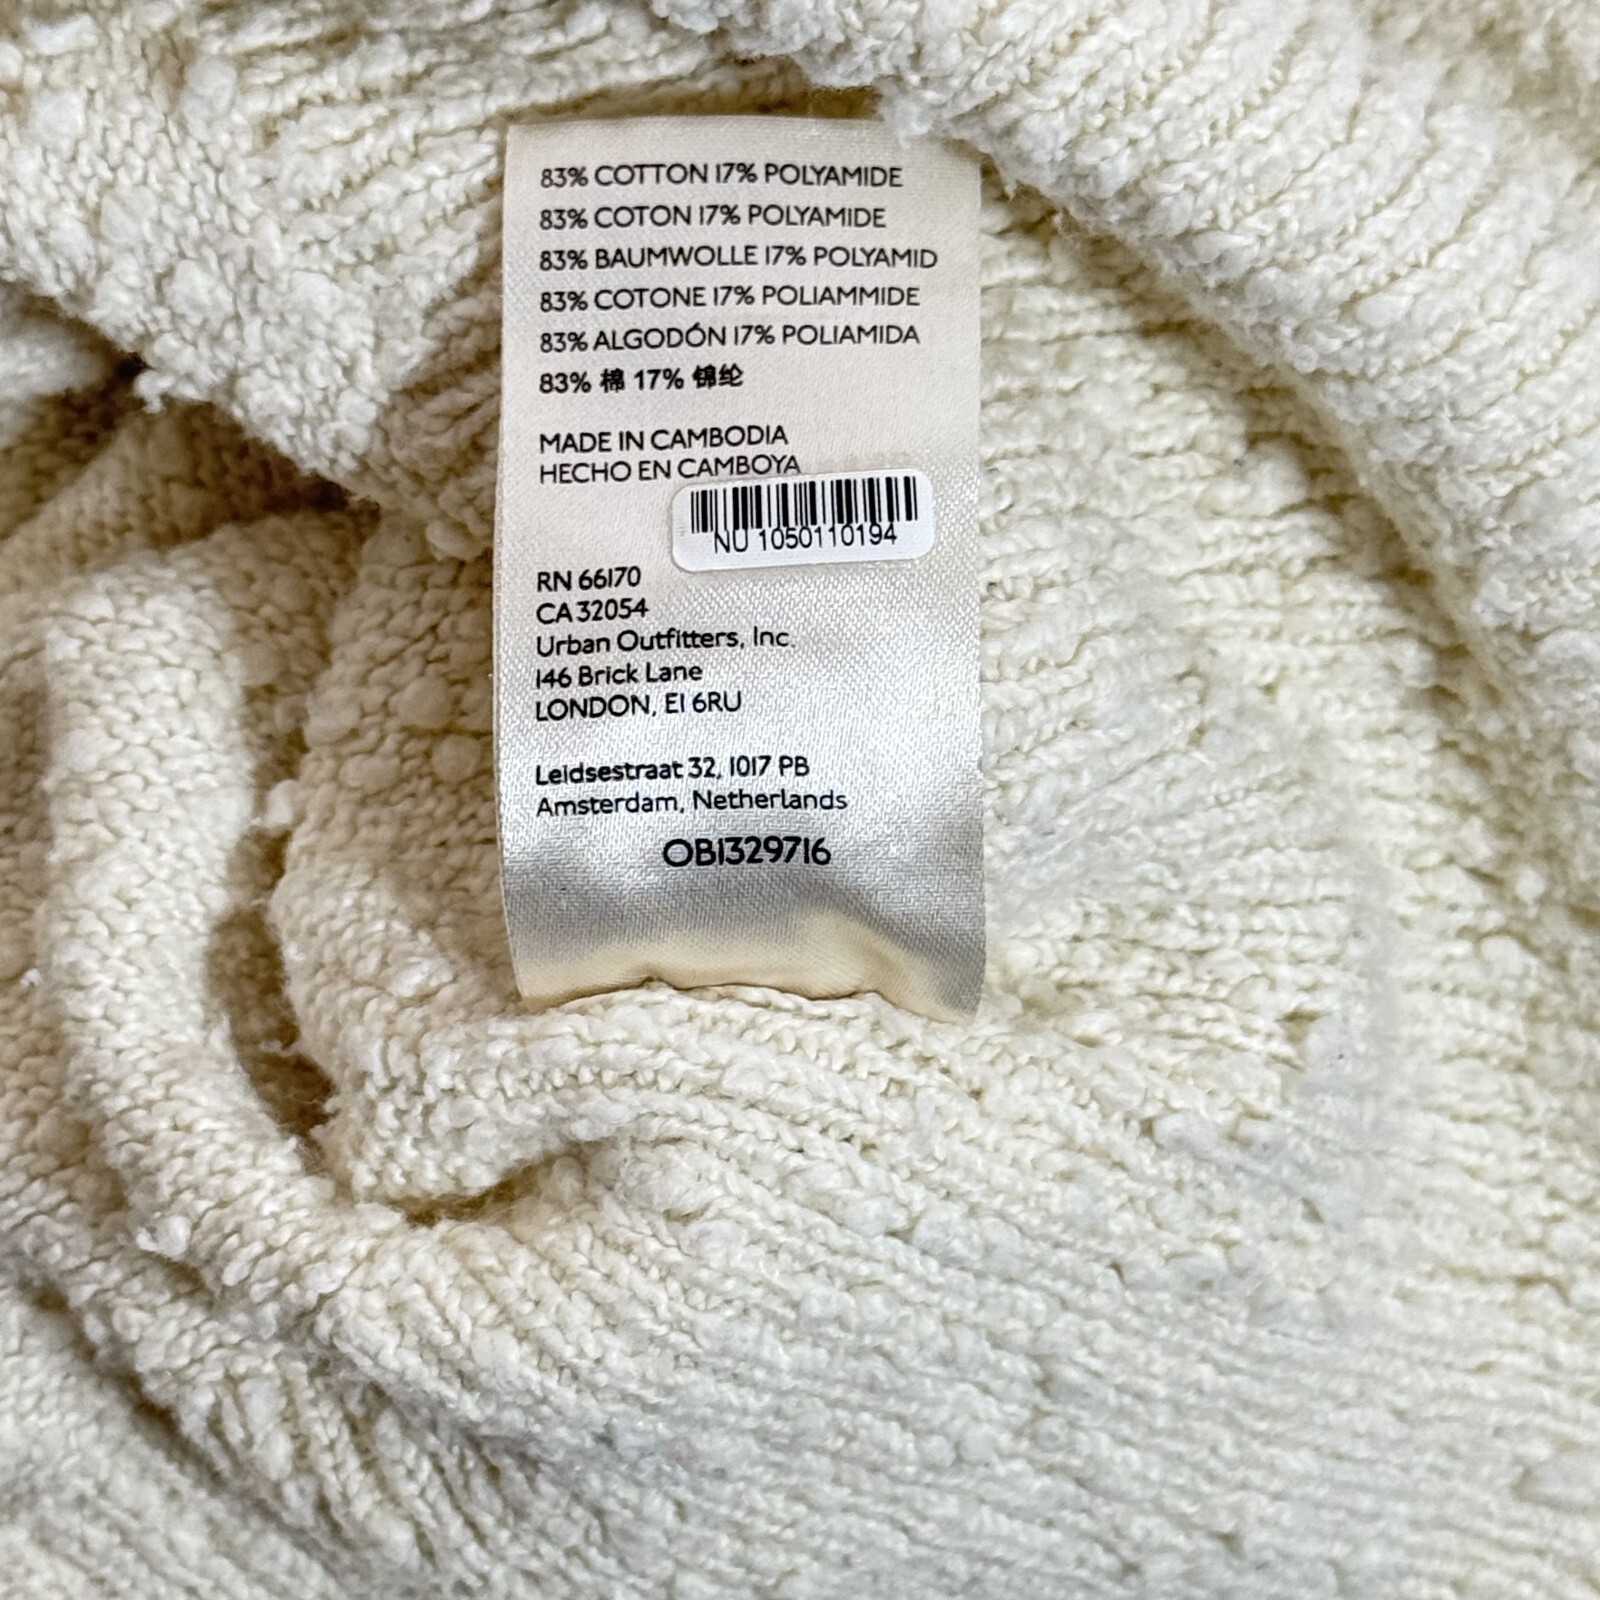 83% COTTON 17% POLYAMIDE
83% COTON 17% POLYAMIDE
83% BAUMWOLLE 17% POLYAMID
83% COTONE 17% POLIAMMIDE
83% ALGODÓN 17% POLIAMIDA
83% 棉 17% 锦纶
MADE IN CAMBODIA
HECHO EN CAMBOYA
NU 1050110194
RN 66170
CA 32054
Urban Outfitters, Inc.
146 Brick Lane
LONDON, E1 6RU
Leidsestraat 32, 1017 PB
Amsterdam, Netherlands
OB1329716